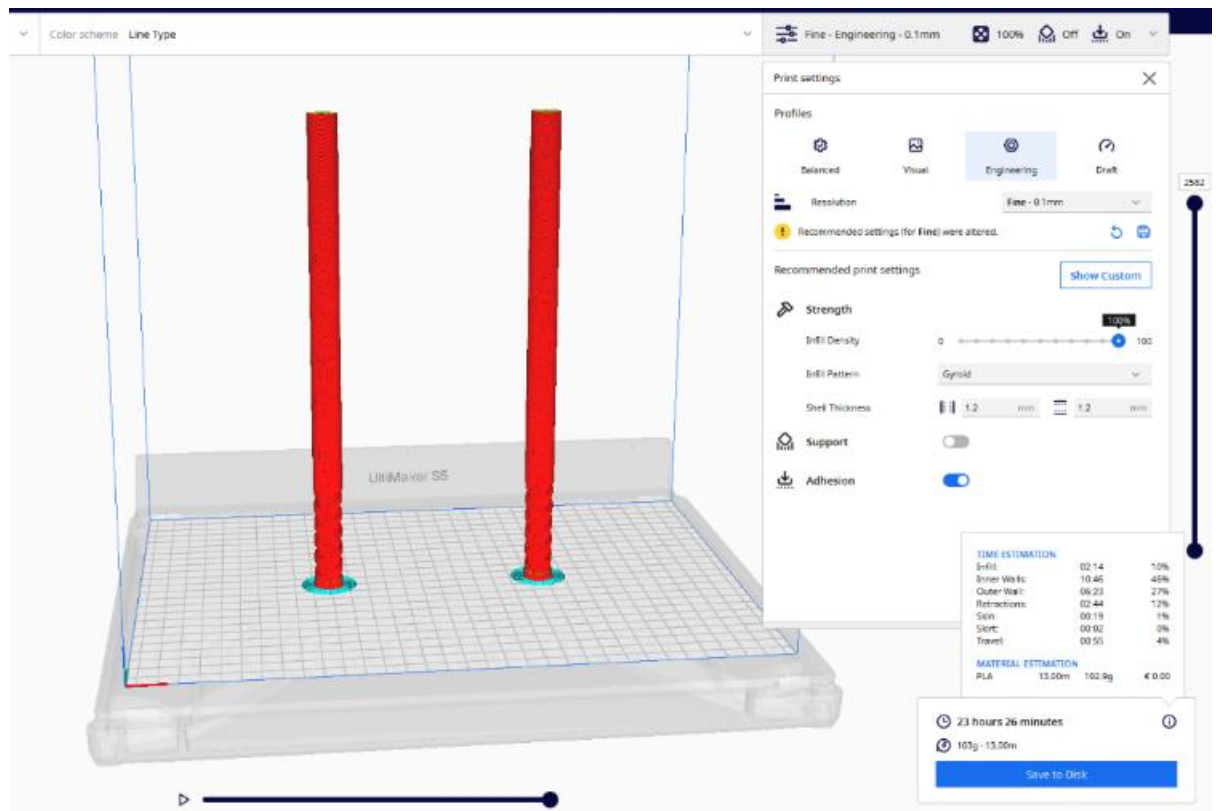 Color scheme Line Type
Fine - Engineering - 0.1mm 100% Off On
Print settings
Profiles
Balanced Visual Engineering Draft
Resolution Fine - 0.1mm
Recommended settings (for Fine) were altered.
Recommended print settings
Show Custom
Strength
100%
Infill Density 0 100
Infill Pattern Gyroid
Shell Thickness 1.2 mm 1.2 mm
Support
Adhesion
2582
UltiMaker S5
TIME ESTIMATION
Infill: 02:14 10%
Inner Walls: 10:46 46%
Outer Wall: 06:23 27%
Retractions: 02:44 12%
Skin: 00:19 1%
Skirt: 00:02 0%
Travel: 00:55 4%
MATERIAL ESTIMATION
PLA 13.00m 102.9g € 0.00
23 hours 26 minutes
103g - 13.00m
Save to Disk